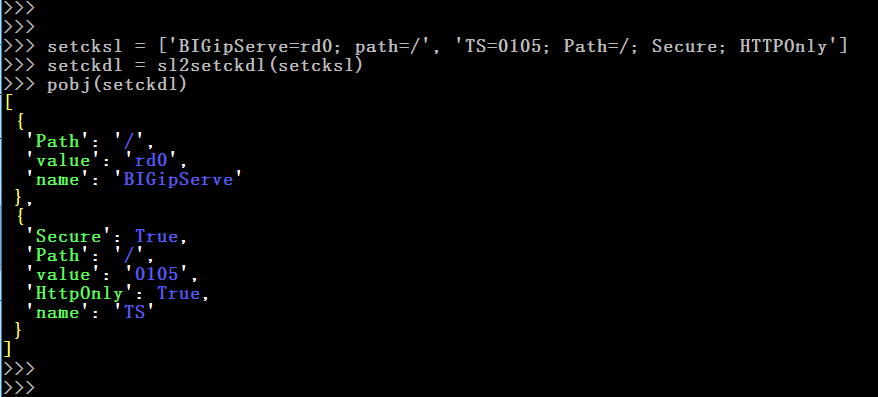 >>>
>>>
>>> setcksl = ['BIGipServe=rd0; path=/', 'TS=0105; Path=/; Secure; HTTPOnly']
>>> setckdl = sl2setckdl(setcksl)
>>> pobj(setckdl)
[
 {
  'Path': '/',
  'value': 'rd0',
  'name': 'BIGipServe'
 },
 {
  'Secure': True,
  'Path': '/',
  'value': '0105',
  'HttpOnly': True,
  'name': 'TS'
 }
]
>>>
>>>